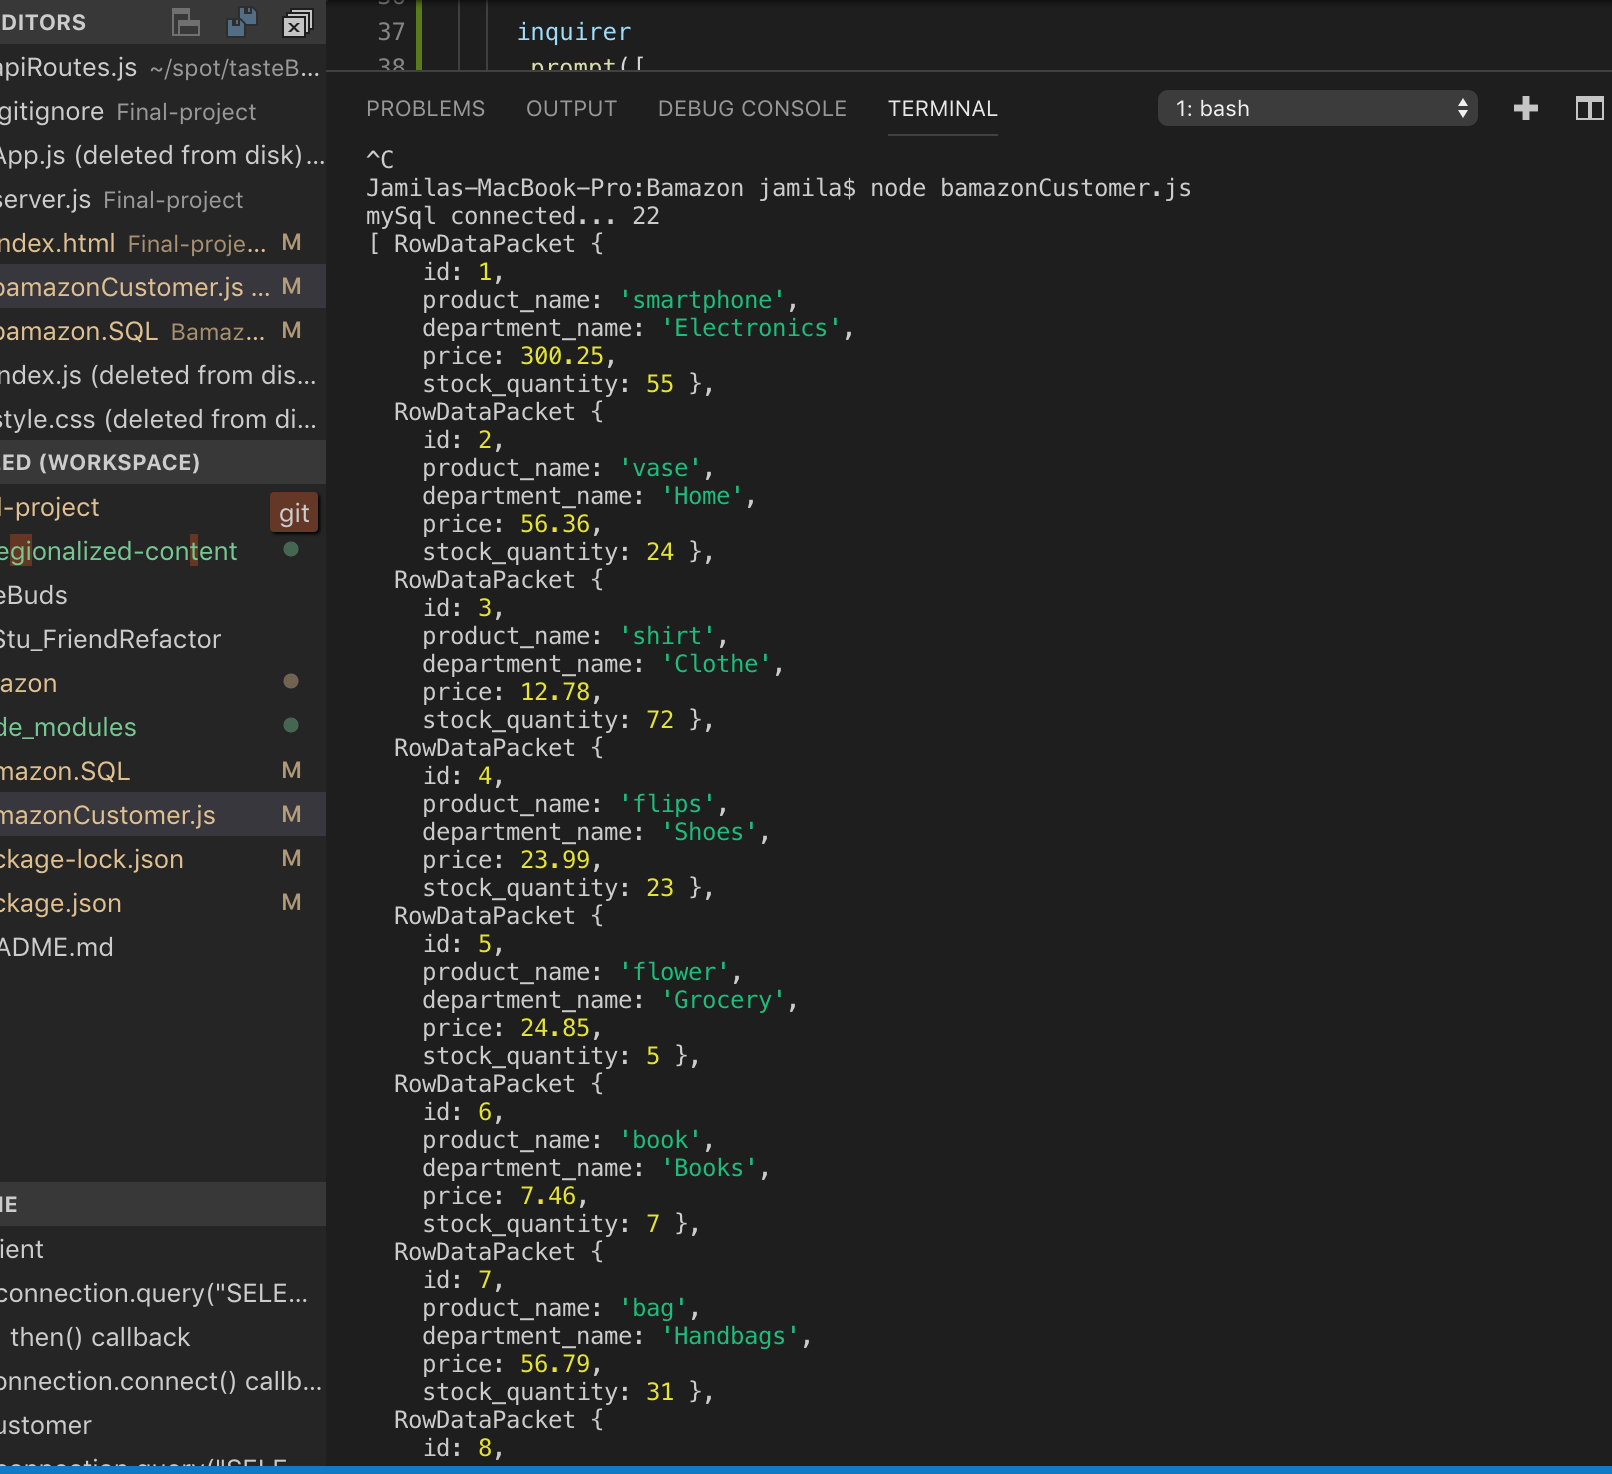 DITORS
apiRoutes.js ~/spot/tasteB...
gitignore Final-project
App.js (deleted from disk)...
server.js Final-project
ndex.html Final-proje... M
bamazonCustomer.js ... M
bamazon.SQL Bamaz... M
ndex.js (deleted from dis...
style.css (deleted from di...
ED (WORKSPACE)
l-project
git
egionalized-content
eBuds
Stu_FriendRefactor
azon
de_modules
mazon.SQL M
mazonCustomer.js M
ckage-lock.json M
ckage.json M
ADME.md
NE
ient
connection.query("SELE...
then() callback
onnection.connect() callb...
ustomer
connection.query("SELE
37 inquirer
38 prompt([
PROBLEMS OUTPUT DEBUG CONSOLE TERMINAL 1: bash
^C
Jamilas-MacBook-Pro:Bamazon jamila$ node bamazonCustomer.js
mySql connected... 22
[ RowDataPacket {
id: 1,
product_name: 'smartphone',
department_name: 'Electronics',
price: 300.25,
stock_quantity: 55 },
RowDataPacket {
id: 2,
product_name: 'vase',
department_name: 'Home',
price: 56.36,
stock_quantity: 24 },
RowDataPacket {
id: 3,
product_name: 'shirt',
department_name: 'Clothe',
price: 12.78,
stock_quantity: 72 },
RowDataPacket {
id: 4,
product_name: 'flips',
department_name: 'Shoes',
price: 23.99,
stock_quantity: 23 },
RowDataPacket {
id: 5,
product_name: 'flower',
department_name: 'Grocery',
price: 24.85,
stock_quantity: 5 },
RowDataPacket {
id: 6,
product_name: 'book',
department_name: 'Books',
price: 7.46,
stock_quantity: 7 },
RowDataPacket {
id: 7,
product_name: 'bag',
department_name: 'Handbags',
price: 56.79,
stock_quantity: 31 },
RowDataPacket {
id: 8,